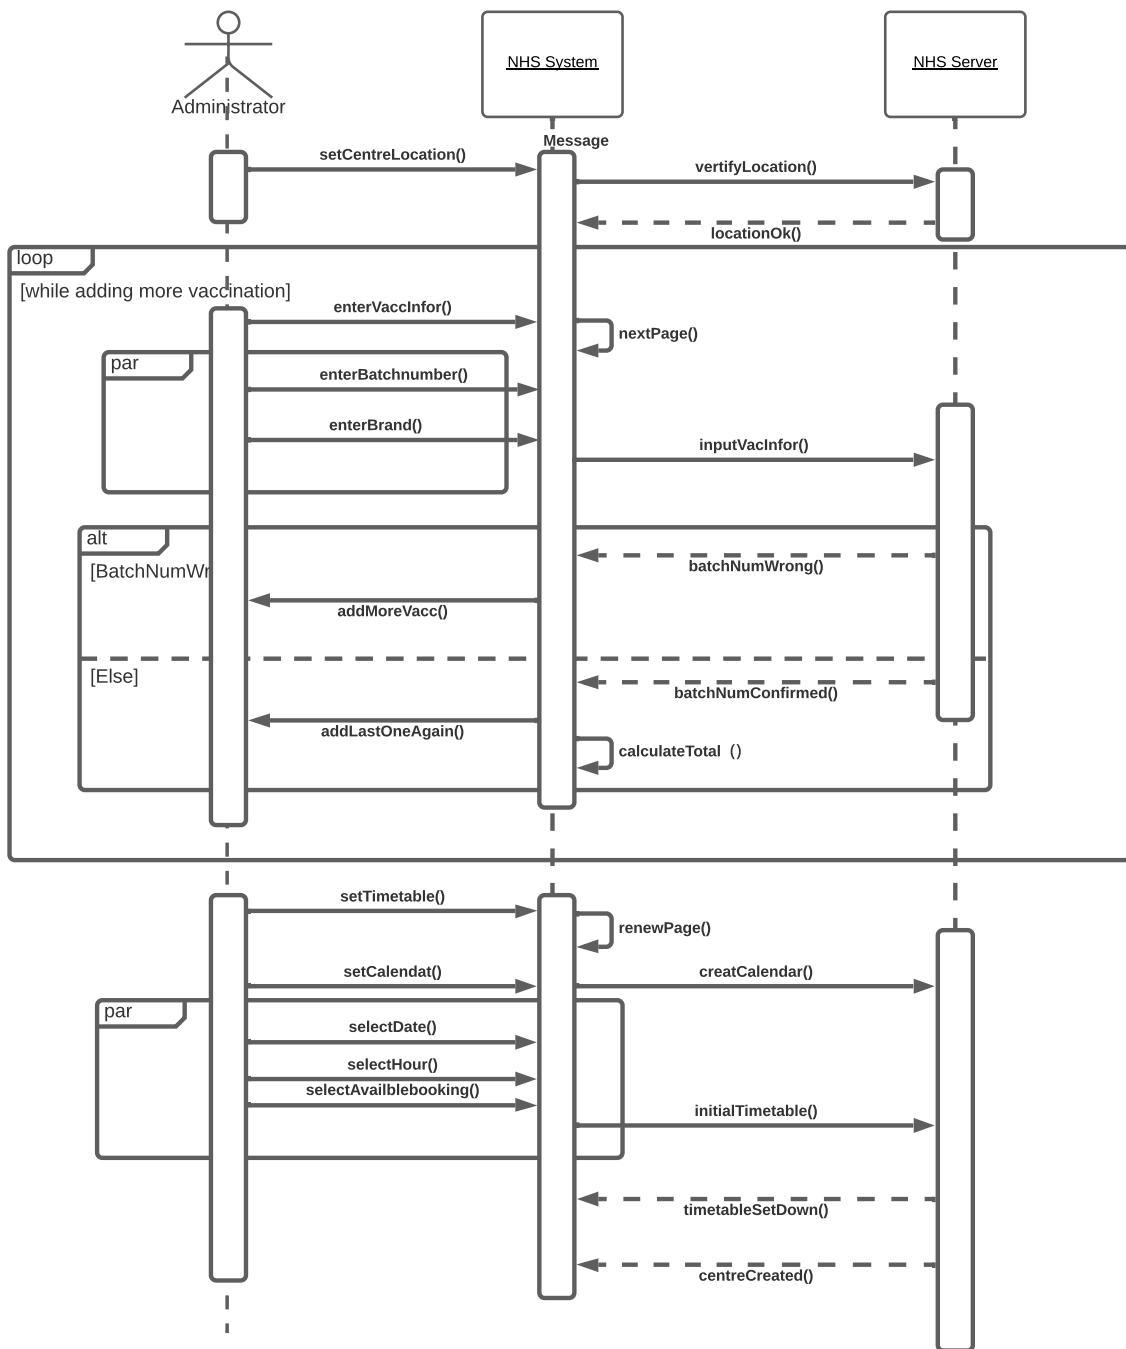 NHS System
NHS Server
Administrator
Message
setCentreLocation()
vertifyLocation()
locationOk()
loop
[while adding more vaccination]
enterVaccInfor()
nextPage()
par
enterBatchnumber()
enterBrand()
inputVacInfor()
alt
batchNumWrong()
[BatchNumWr
addMoreVacc()
[Else]
batchNumConfirmed()
addLastOneAgain()
calculateTotal ()
setTimetable()
renewPage()
setCalendat()
creatCalendar()
par
selectDate()
selectHour()
selectAvailblebooking()
initialTimetable()
timetableSetDown()
centreCreated()